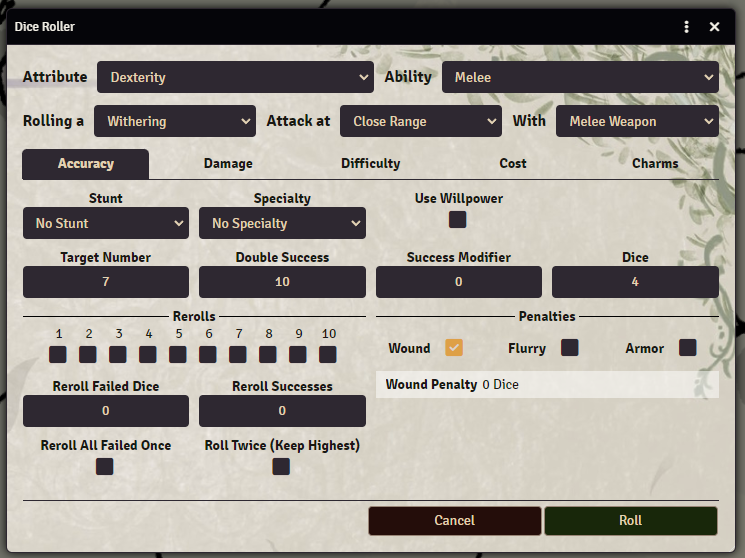 Dice Roller
Attribute Dexterity Ability Melee
Rolling a Withering Attack at Close Range With Melee Weapon
Accuracy Damage Difficulty Cost Charms
Stunt Specialty Use Willpower
No Stunt No Specialty
Target Number Double Success Success Modifier Dice
7 10 0 4
Rerolls Penalties
1 2 3 4 5 6 7 8 9 10
Wound Flurry Armor
Reroll Failed Dice Reroll Successes Wound Penalty 0 Dice
0 0
Reroll All Failed Once Roll Twice (Keep Highest)
Cancel Roll